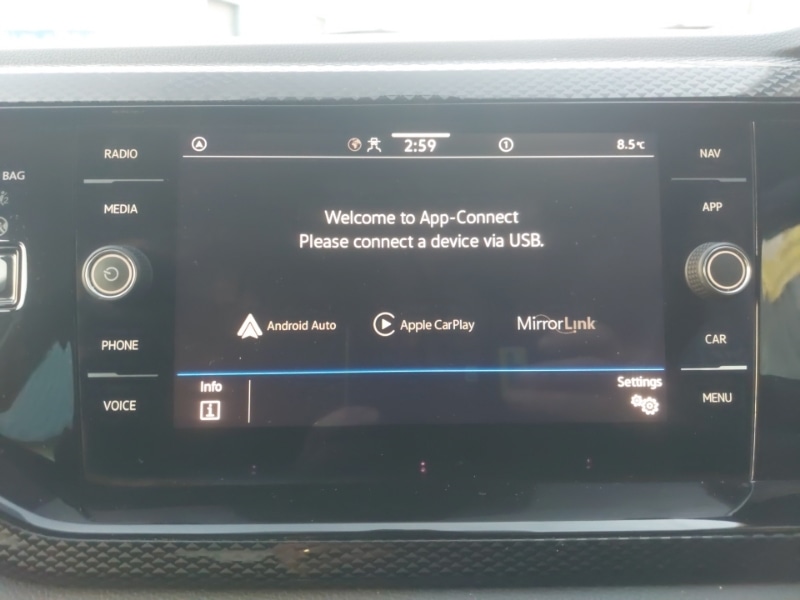 BAG
RADIO
MEDIA
PHONE
VOICE
2:59
1
8.5°C
Welcome to App-Connect
Please connect a device via USB.
Android Auto
Apple CarPlay
MirrorLink
Info
i
Settings
NAV
APP
CAR
MENU